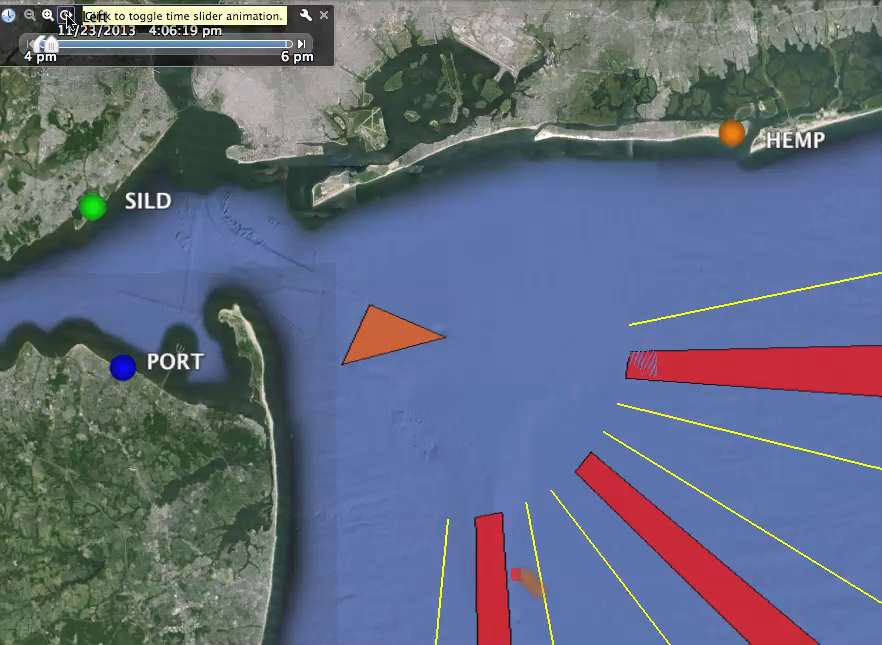 Click to toggle time slider animation.
11/23/2013 4:06:19 pm
4 pm
6 pm
HEMP
SILD
PORT